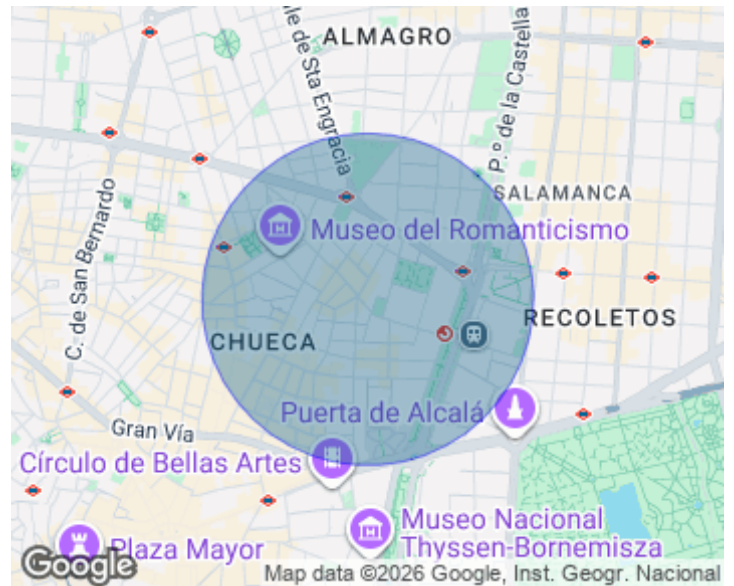 ALMAGRO
le de Sta Engracia
P.º de la Castella
SALAMANCA
Museo del Romanticismo
C. de San Bernardo
RECOLETOS
CHUECA
Puerta de Alcalá
Gran Vía
Círculo de Bellas Artes
Museo Nacional
Thyssen-Bornemisza
Plaza Mayor
Google
Map data ©2026 Google, Inst. Geogr. Nacional